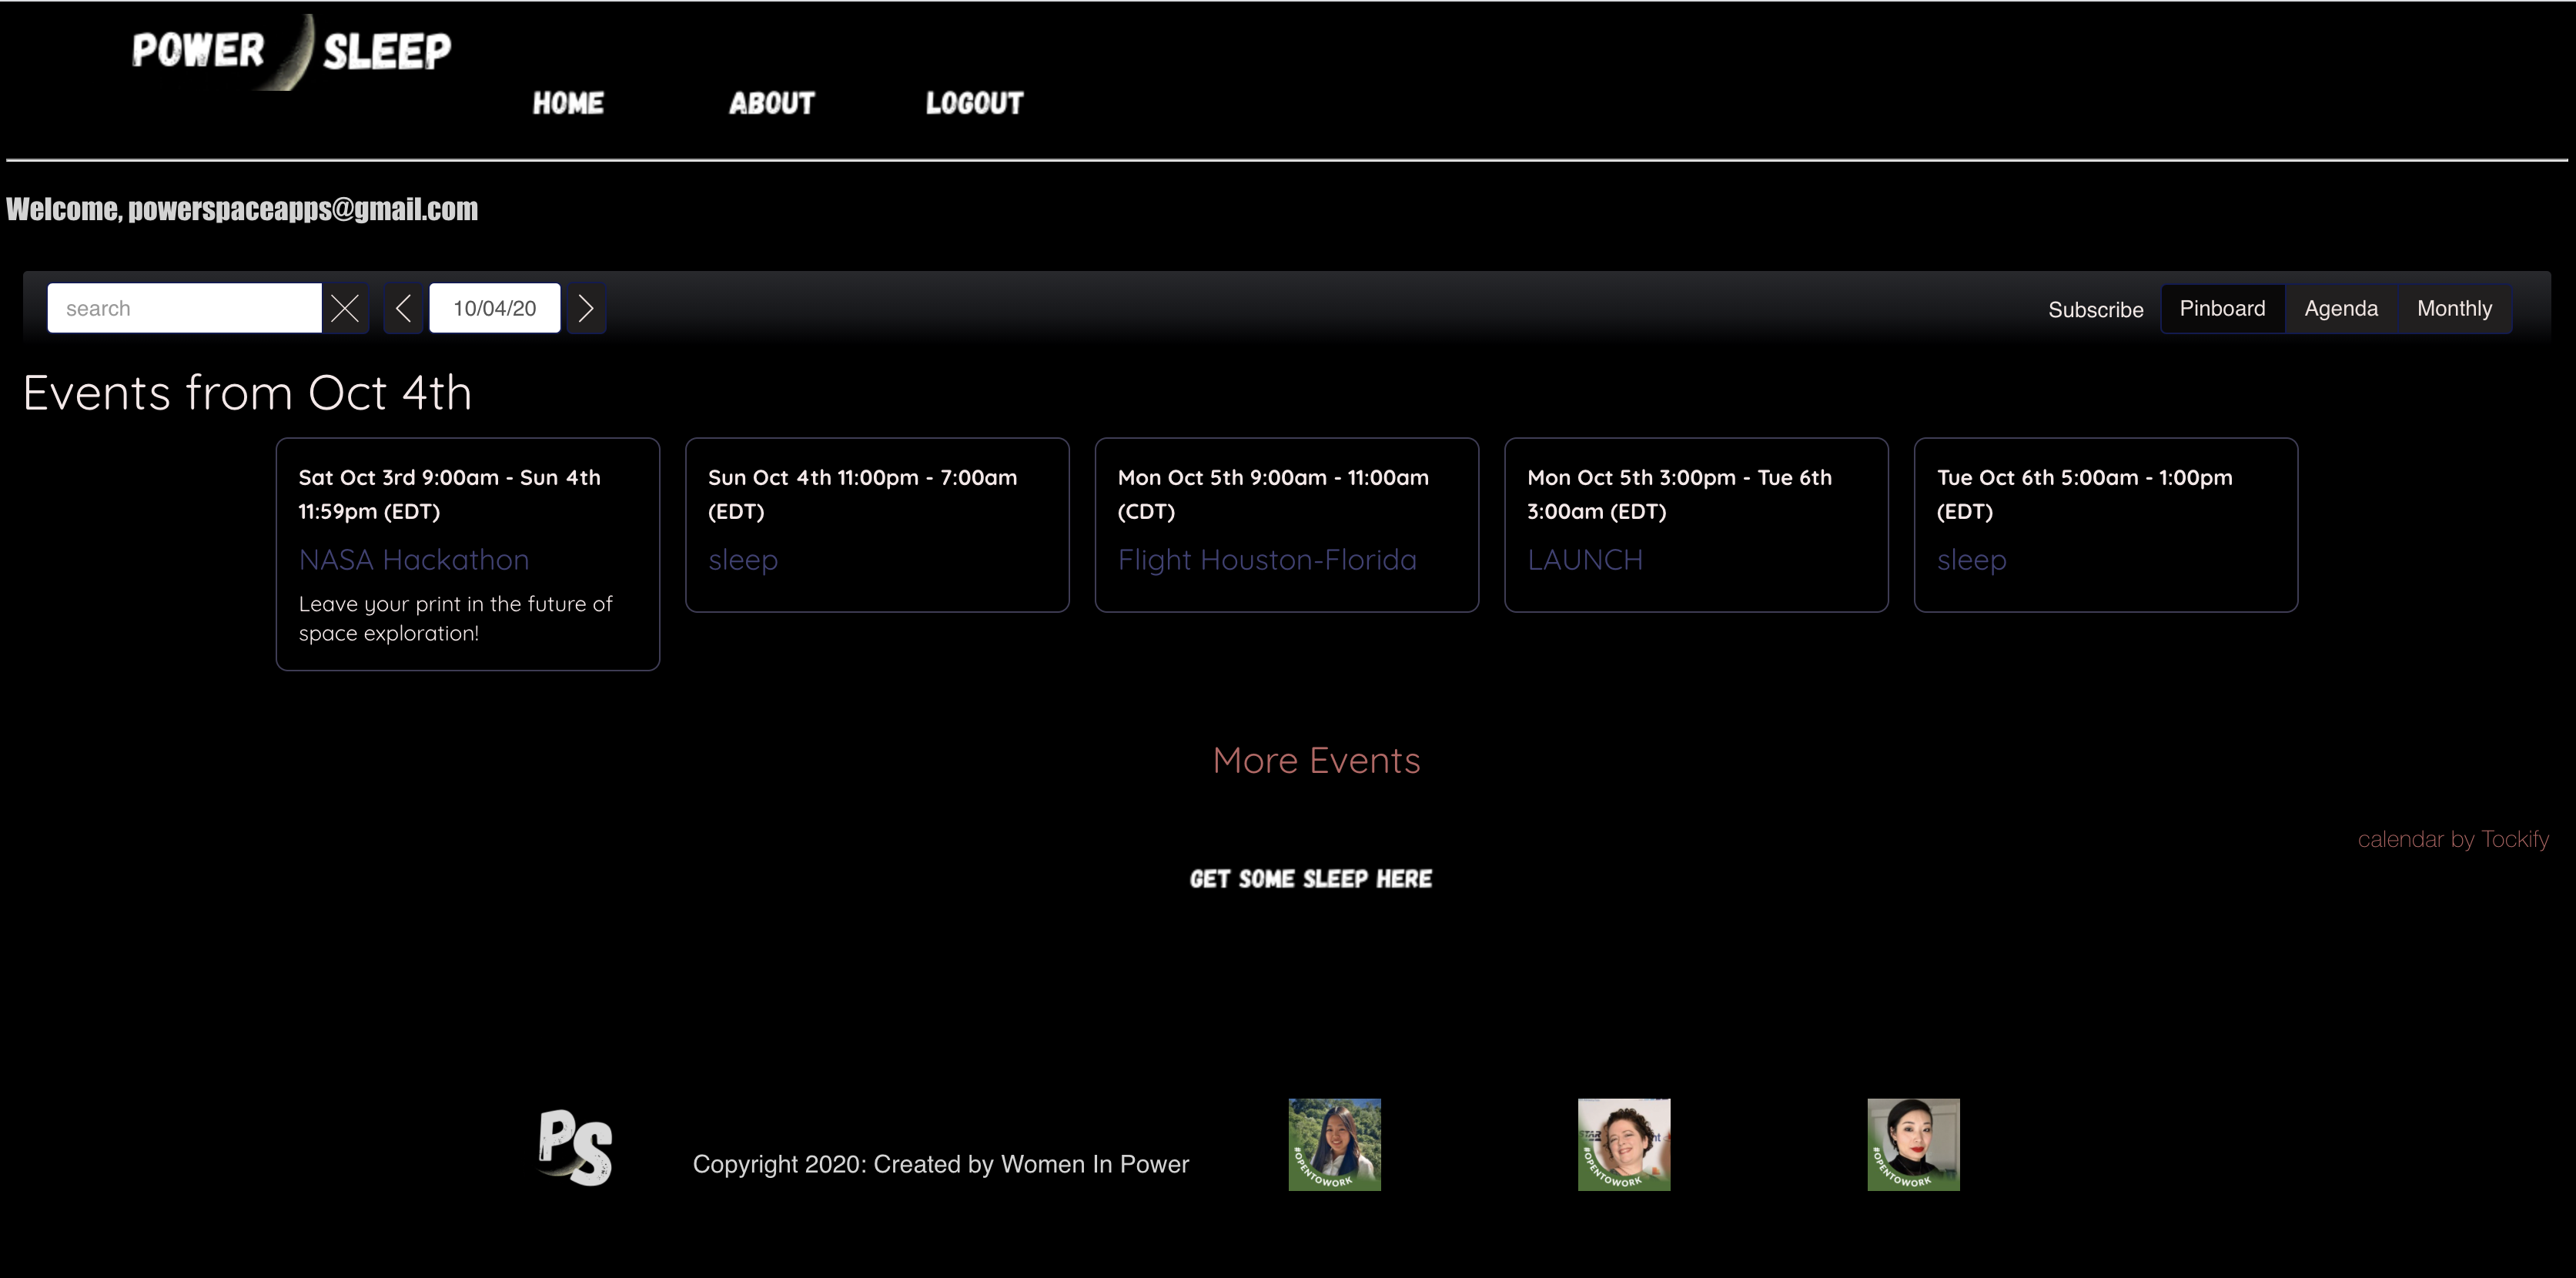 POWER SLEEP
HOME ABOUT LOGOUT
Welcome, powerspaceapps@gmail.com
search 10/04/20 Subscribe Pinboard Agenda Monthly
Events from Oct 4th
Sat Oct 3rd 9:00am - Sun 4th
11:59pm (EDT)
NASA Hackathon
Leave your print in the future of
space exploration!
Sun Oct 4th 11:00pm - 7:00am
(EDT)
sleep
Mon Oct 5th 9:00am - 11:00am
(CDT)
Flight Houston-Florida
Mon Oct 5th 3:00pm - Tue 6th
3:00am (EDT)
LAUNCH
Tue Oct 6th 5:00am - 1:00pm
(EDT)
sleep
More Events
calendar by Tockify
GET SOME SLEEP HERE
PS
Copyright 2020: Created by Women In Power
#OPENTOWORK
STAR
#OPENTOWORK
#OPENTOWORK